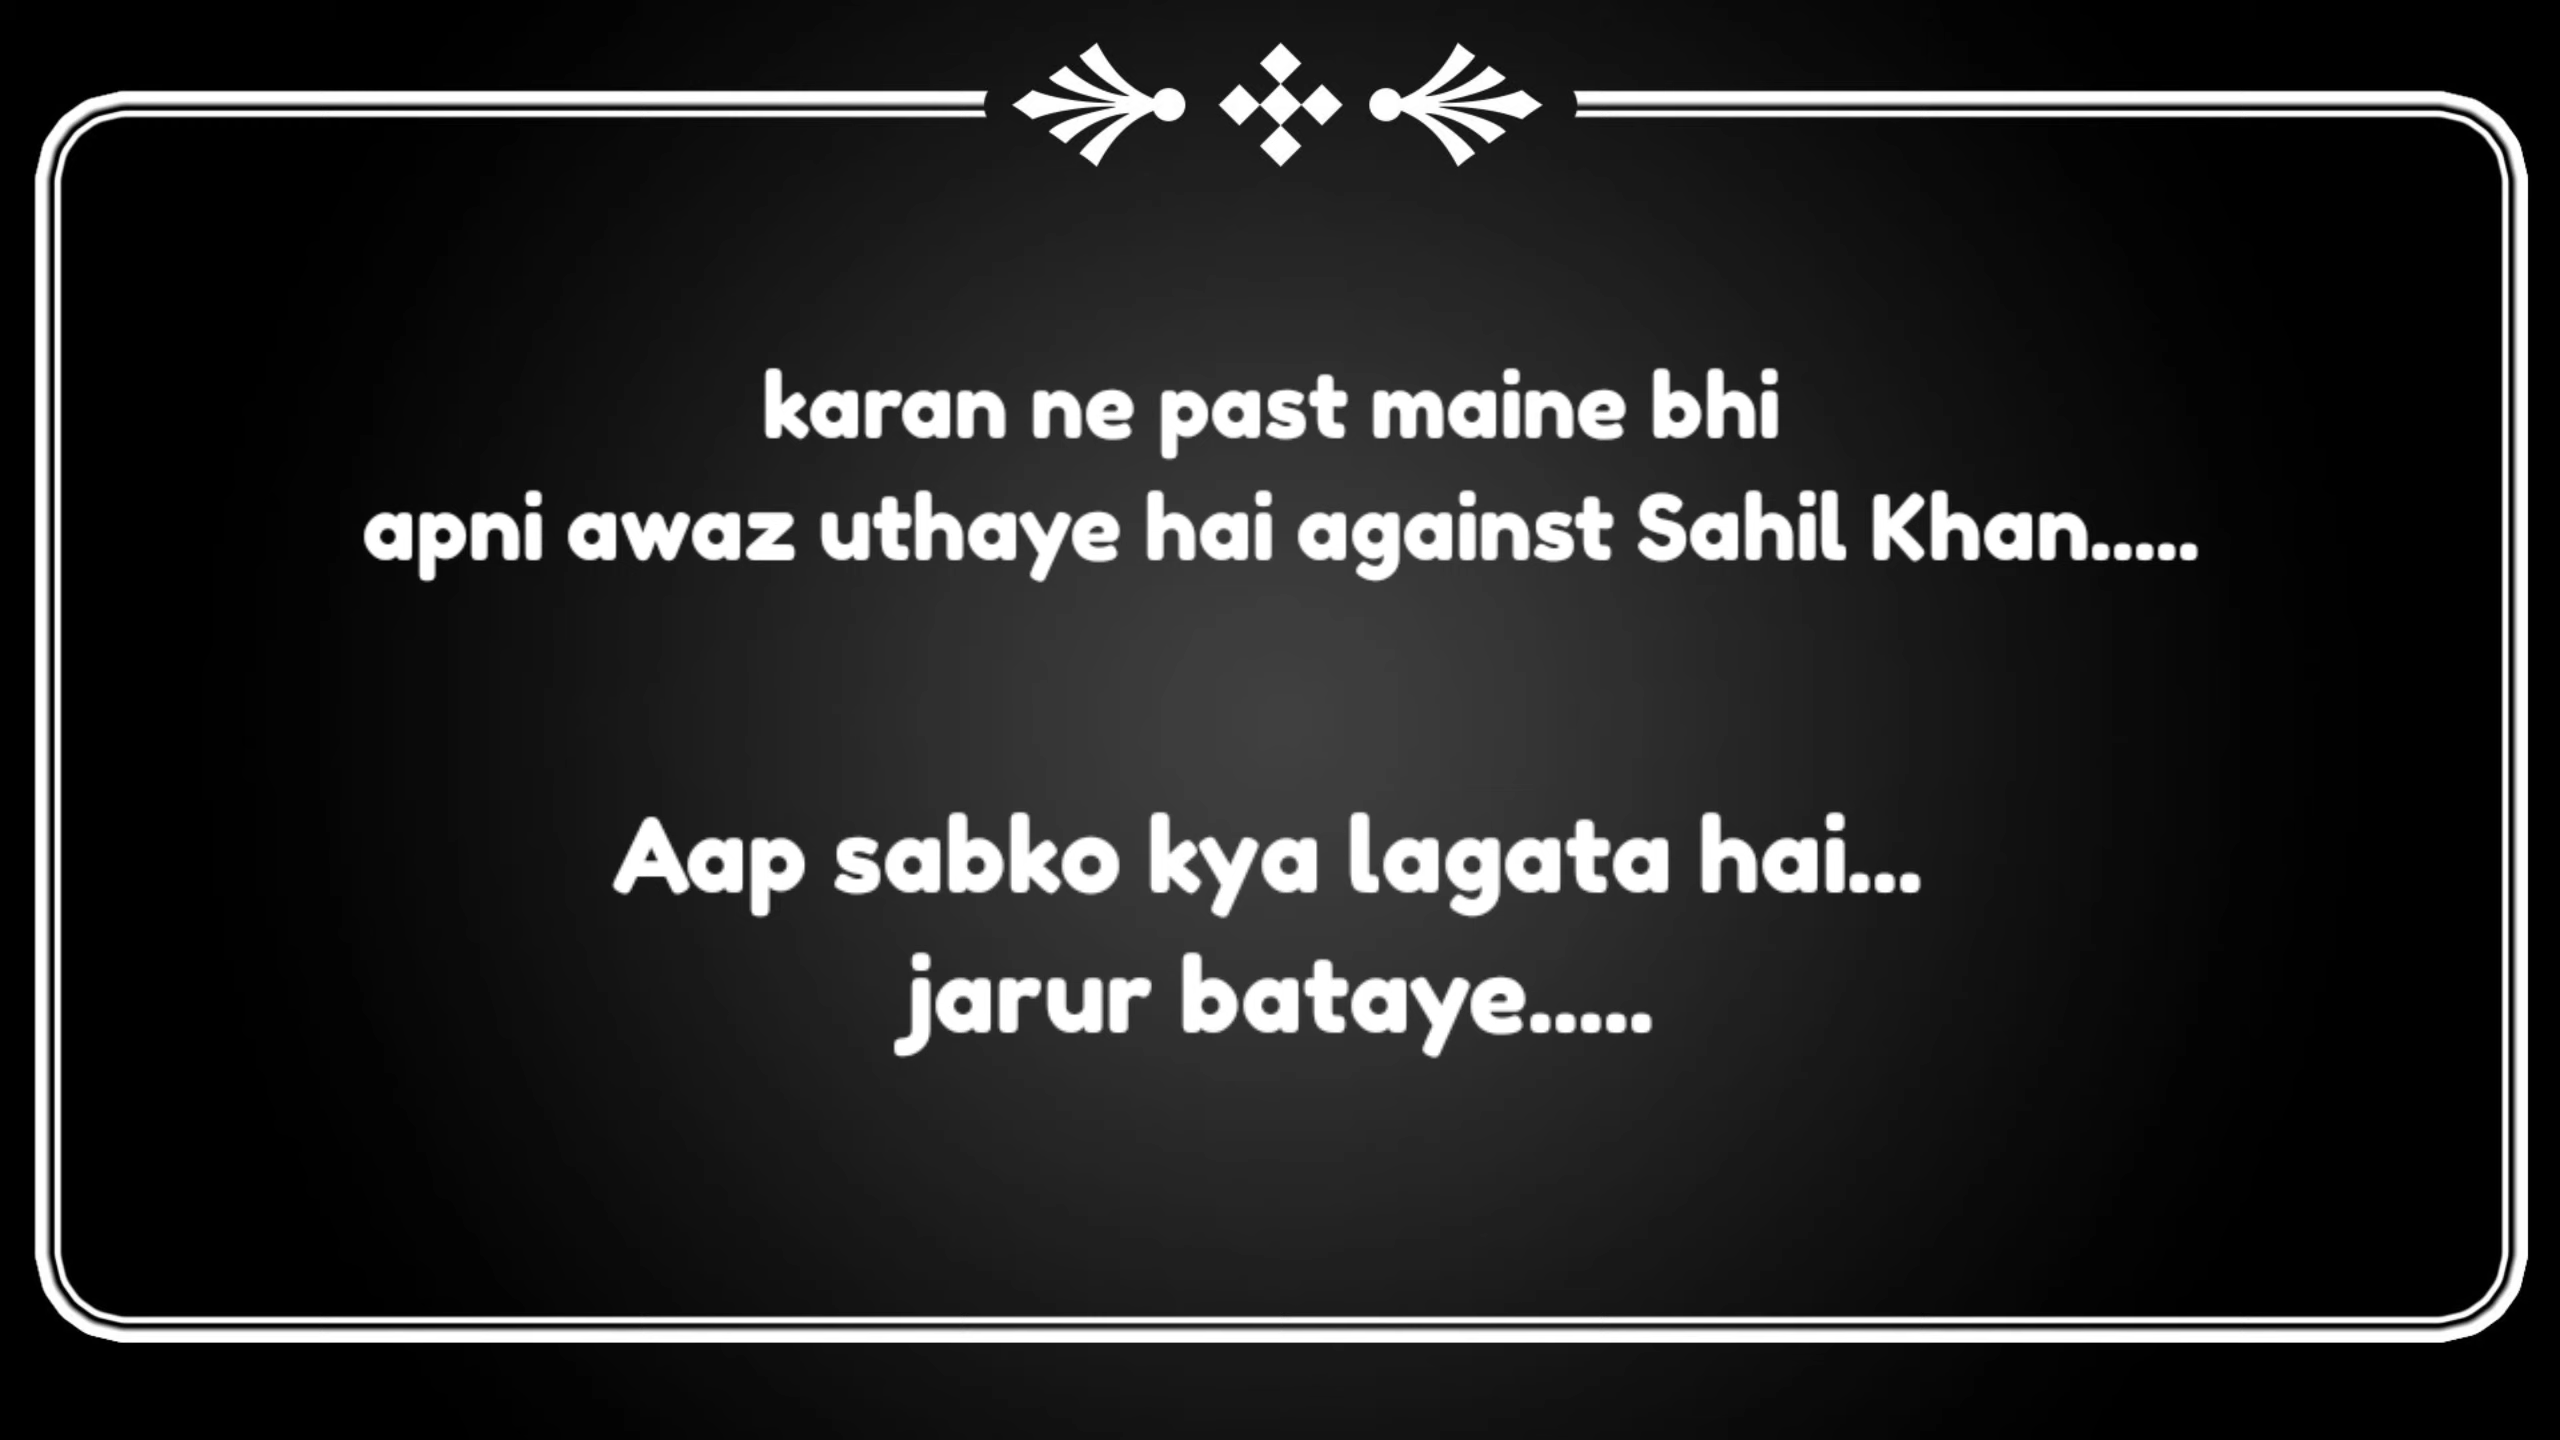 karan ne past maine bhi
apni awaz uthaye hai against Sahil Khan.....
Aap sabko kya lagata hai...
jarur bataye.....